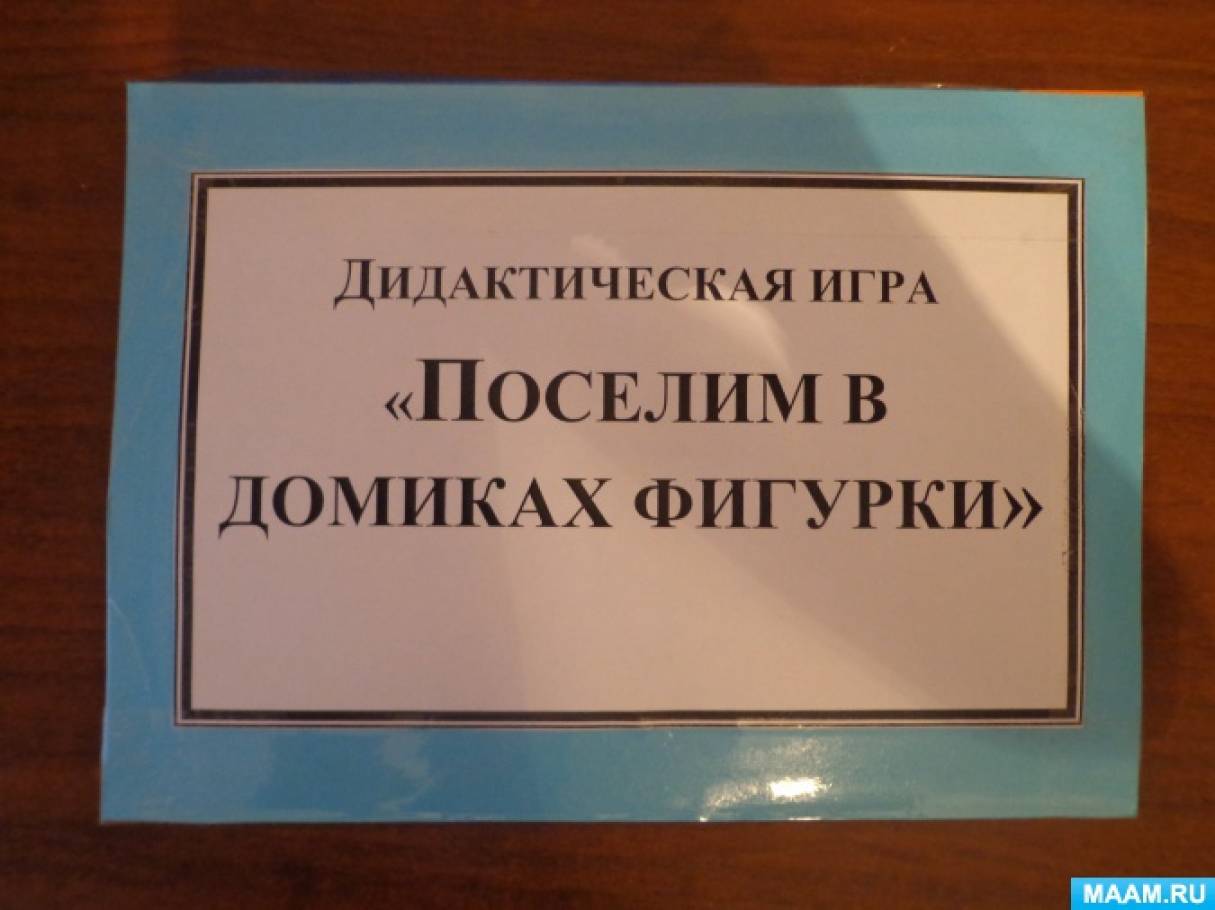 Дидактическая игра
«Поселим в
домиках фигурки»
MAAM.RU